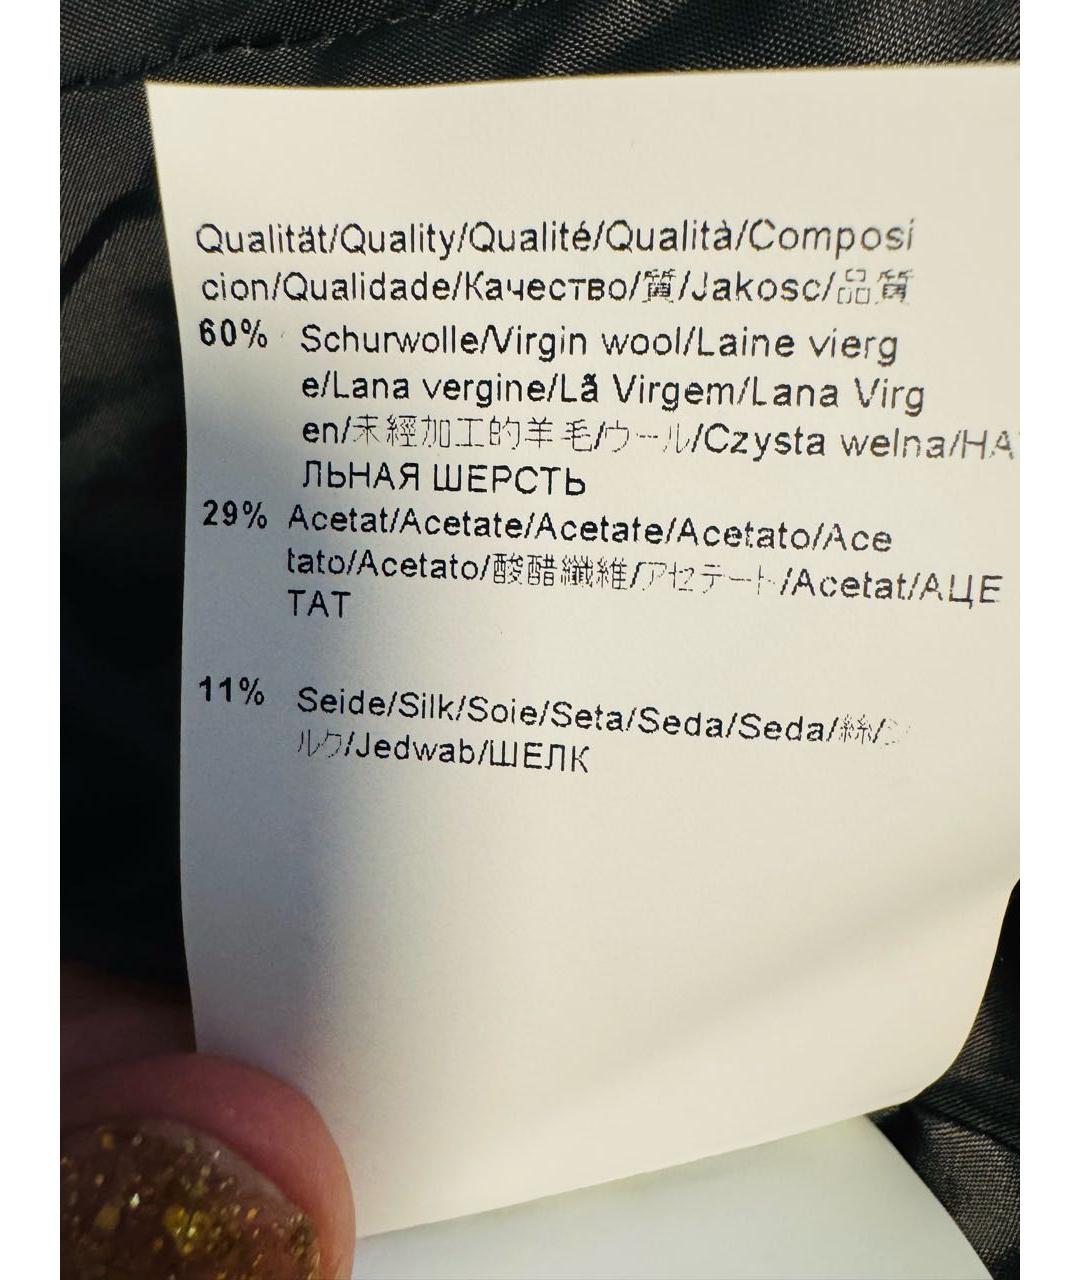 Qualität/Quality/Qualité/Qualità/Composi
cion/Qualidade/Качество/質/Jakosc/品質
60% Schurwolle/Virgin wool/Laine vierg
e/Lana vergine/Lã Virgem/Lana Virg
en/未經加工的羊毛/ウール/Czysta welna/НА
ЛЬНАЯ ШЕРСТЬ
29% Acetat/Acetate/Acetate/Acetato/Ace
tato/Acetato/酸醋纖維/アセテート/Acetat/АЦЕ
ТАТ
11% Seide/Silk/Soie/Seta/Seda/Seda/絲/シ
ルク/Jedwab/ШЕЛК